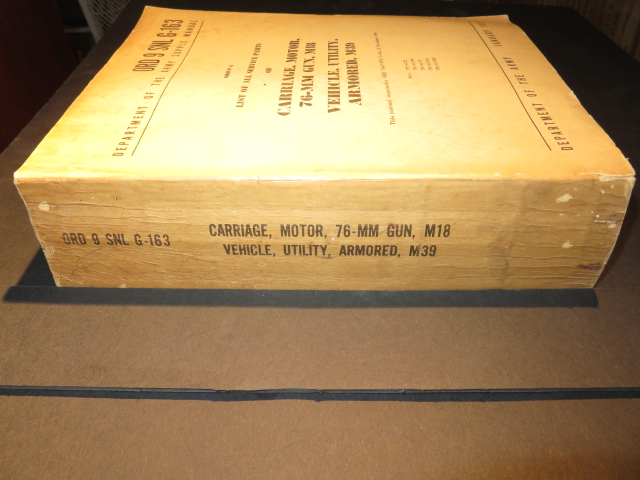 ORD 9 SNL G-163
DEPARTMENT OF THE ARMY SUPPLY MANUAL
LIST OF ALL SERVICE PARTS
OF
CARRIAGE, MOTOR,
76-MM GUN, M18
VEHICLE, UTILITY,
ARMORED, M39
DEPARTMENT OF THE ARMY
JANUARY
ORD 9 SNL G-163
CARRIAGE, MOTOR, 76-MM GUN, M18
VEHICLE, UTILITY, ARMORED, M39